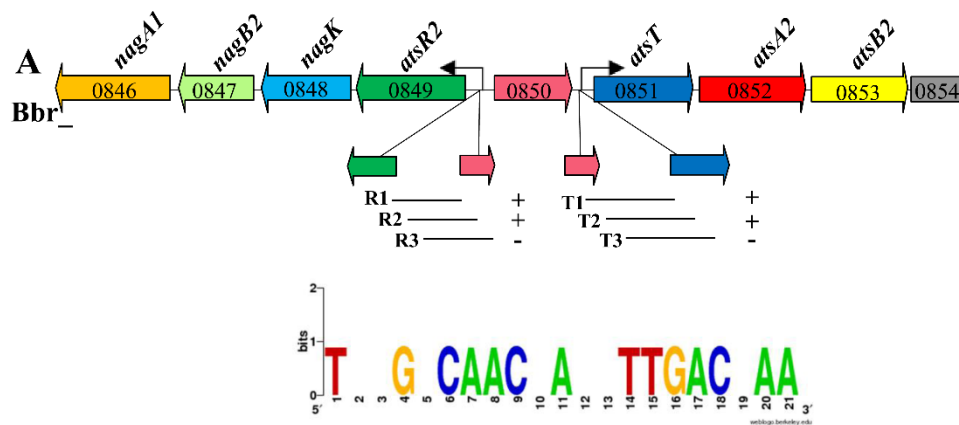 nagA1 nagB2 nagK atsR2 atsT atsA2 atsB2
A
Bbr_ 0846 0847 0848 0849 0850 0851 0852 0853 0854
R1 + T1 +
R2 + T2 +
R3 - T3 -
2
1
0
bits
T G CAAC A TTGAC AA
5′ 1 2 3 4 5 6 7 8 9 10 11 12 13 14 15 16 17 18 19 20 21 3′
weblogo.berkeley.edu